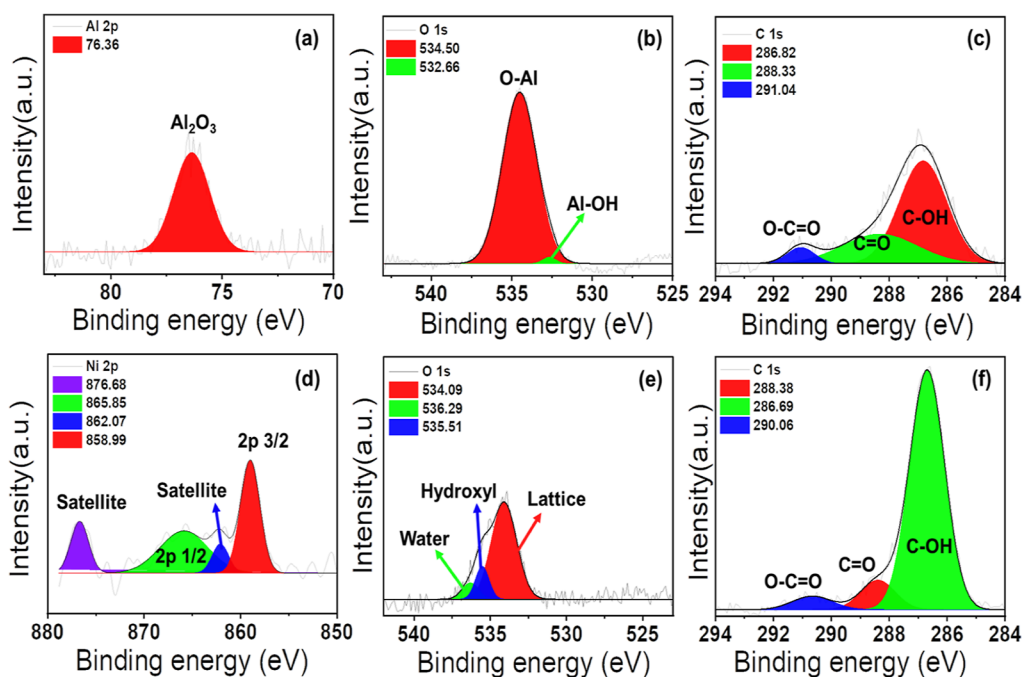 Al 2p
76.36
(a)
Al₂O₃
Intensity(a.u.)
80 75 70
Binding energy (eV)
O 1s
534.50
532.66
(b)
O-Al
Al-OH
Intensity(a.u.)
540 535 530 525
Binding energy (eV)
C 1s
286.82
288.33
291.04
(c)
O-C=O
C=O
C-OH
Intensity(a.u.)
294 292 290 288 286 284
Binding energy (eV)
Ni 2p
876.68
865.85
862.07
858.99
(d)
2p 3/2
Satellite
Satellite
2p 1/2
Intensity(a.u.)
880 870 860 850
Binding energy (eV)
O 1s
534.09
536.29
535.51
(e)
Hydroxyl
Lattice
Water
Intensity(a.u.)
540 535 530 525
Binding energy (eV)
C 1s
288.38
286.69
290.06
(f)
O-C=O
C=O
C-OH
Intensity(a.u.)
294 292 290 288 286 284
Binding energy (eV)